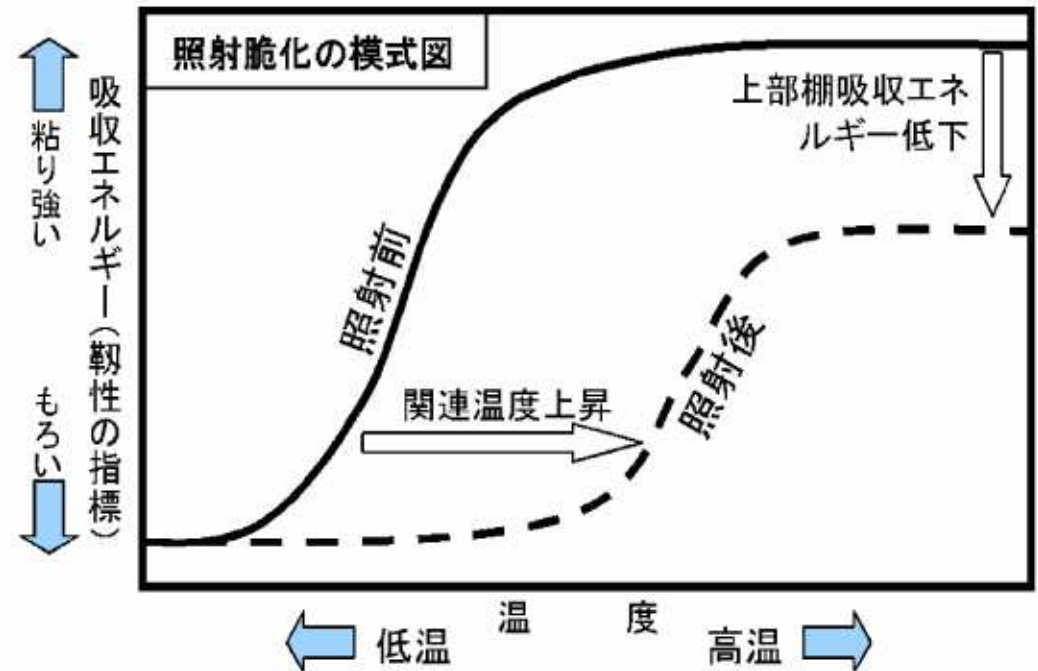 照射脆化の模式図
粘り強い
もろい
吸収エネルギー(靱性の指標)
上部棚吸収エネ
ルギー低下
照射前
照射後
関連温度上昇
温 度
低温
高温